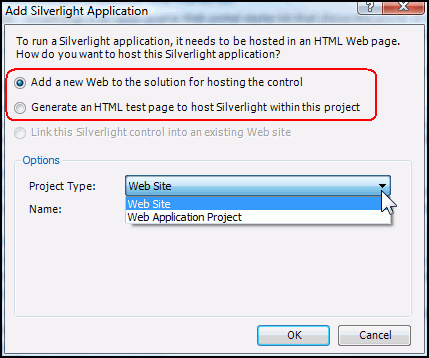 Add Silverlight Application
To run a Silverlight application, it needs to be hosted in an HTML Web page.
How do you want to host this Silverlight application?
Add a new Web to the solution for hosting the control
Generate an HTML test page to host Silverlight within this project
Link this Silverlight control into an existing Web site
Options
Project Type:
Web Site
Name:
Web Site
Web Application Project
OK
Cancel